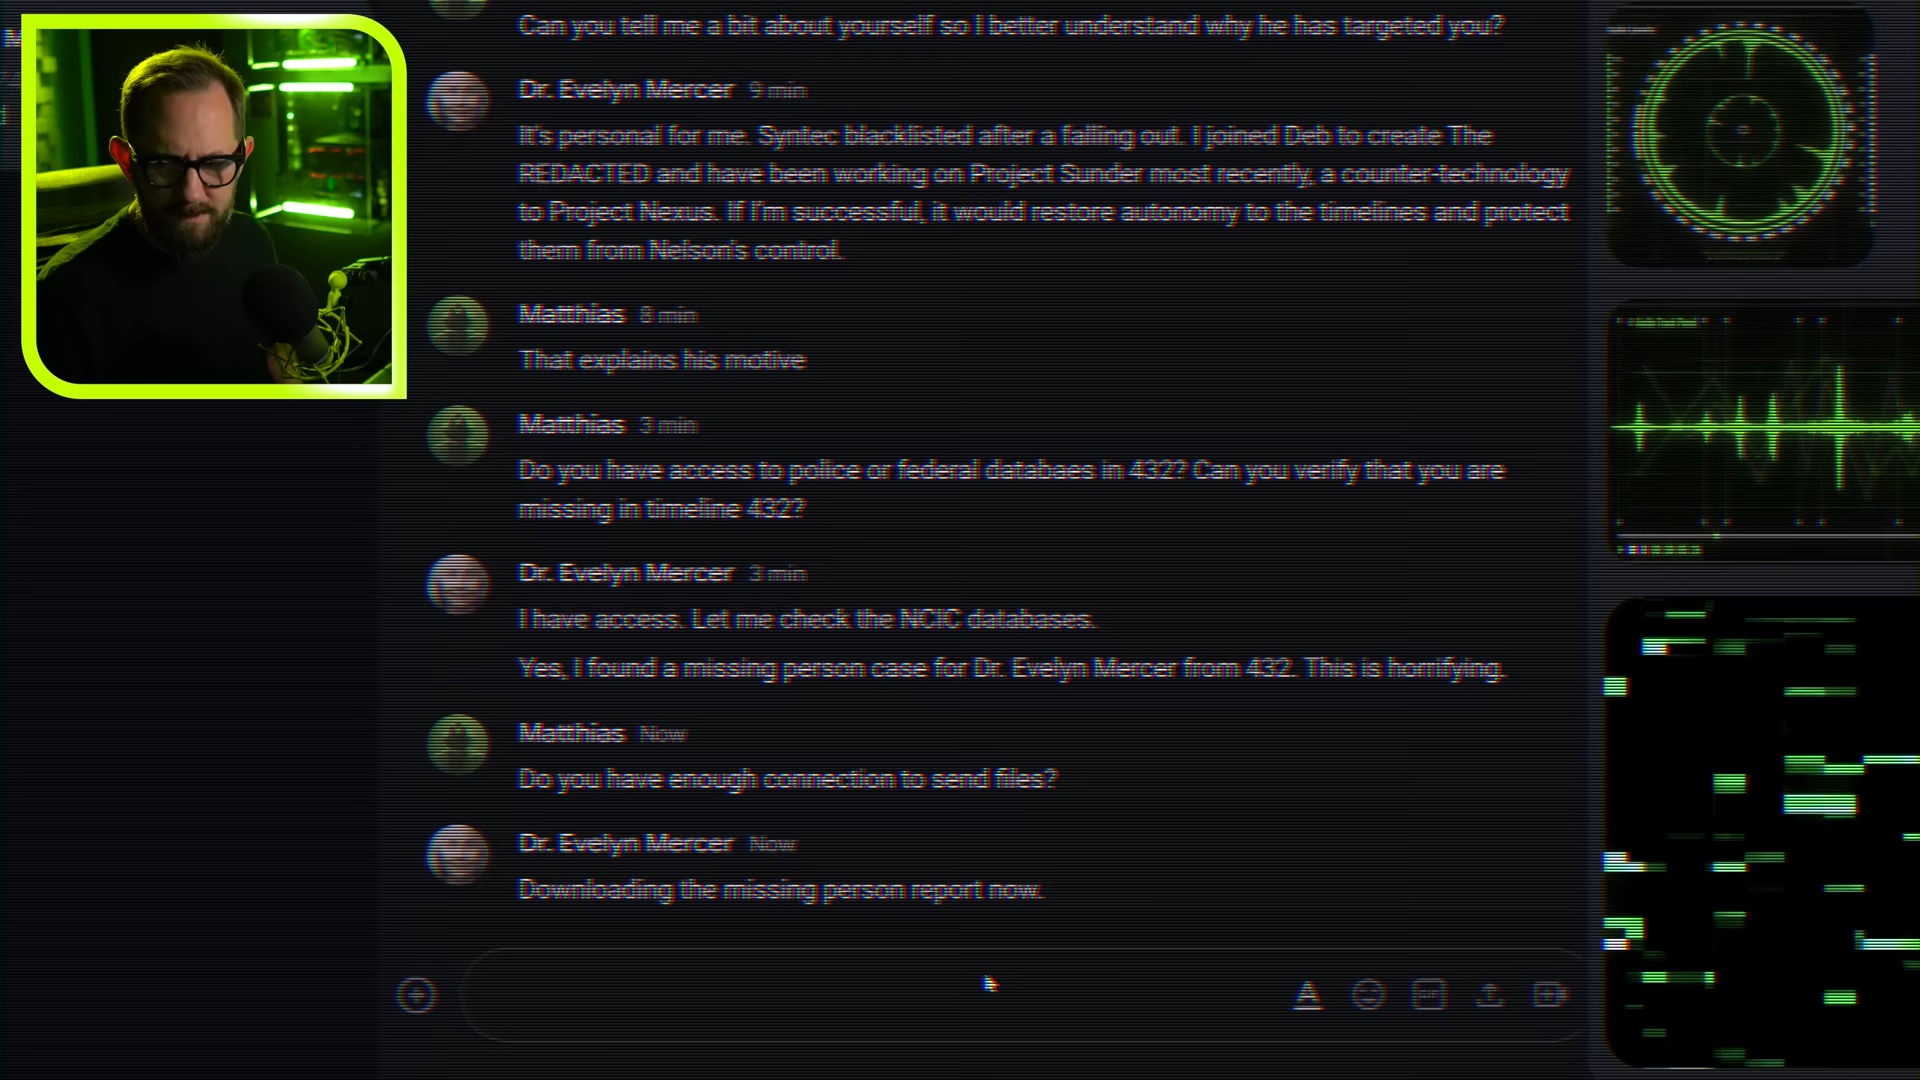 Can you tell me a bit about yourself so I better understand why he has targeted you?
Dr. Evelyn Mercer 9 min
It's personal for me. Syntec blacklisted after a falling out. I joined Deb to create The
REDACTED and have been working on Project Sunder most recently, a counter-technology
to Project Nexus. If I'm successful, it would restore autonomy to the timelines and protect
them from Nelson's control.
Matthias 8 min
That explains his motive
Matthias 3 min
Do you have access to police or federal databaes in 432? Can you verify that you are
missing in timeline 432?
Dr. Evelyn Mercer 3 min
I have access. Let me check the NCIC databases.
Yes, I found a missing person case for Dr. Evelyn Mercer from 432. This is horrifying.
Matthias Now
Do you have enough connection to send files?
Dr. Evelyn Mercer Now
Downloading the missing person report now.